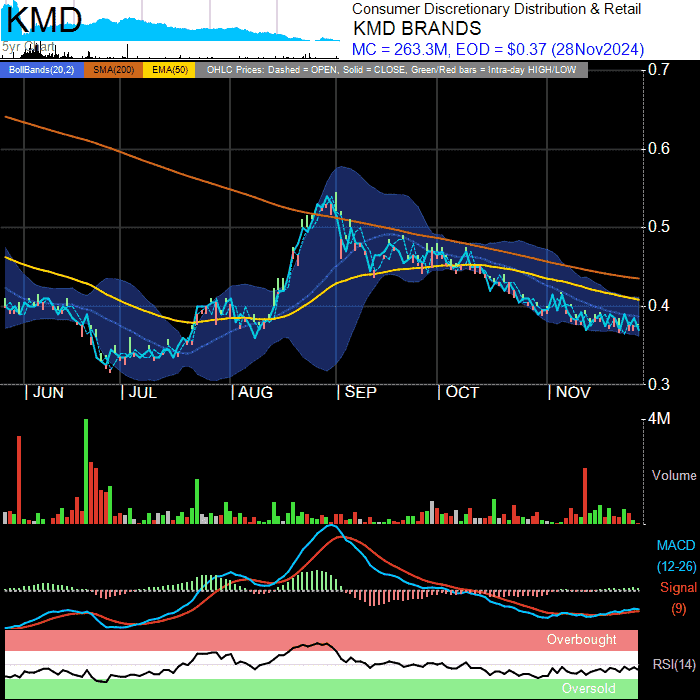 KMD
5yr Chart
Consumer Discretionary Distribution & Retail
KMD BRANDS
MC = 263.3M, EOD = $0.37 (28Nov2024)
BollBands(20,2) SMA(200) EMA(50) OHLC Prices: Dashed = OPEN, Solid = CLOSE, Green/Red bars = Intra-day HIGH/LOW
0.7
0.6
0.5
0.4
0.3
JUN JUL AUG SEP OCT NOV
4M
Volume
MACD
(12-26)
Signal
(9)
Overbought
RSI(14)
Oversold